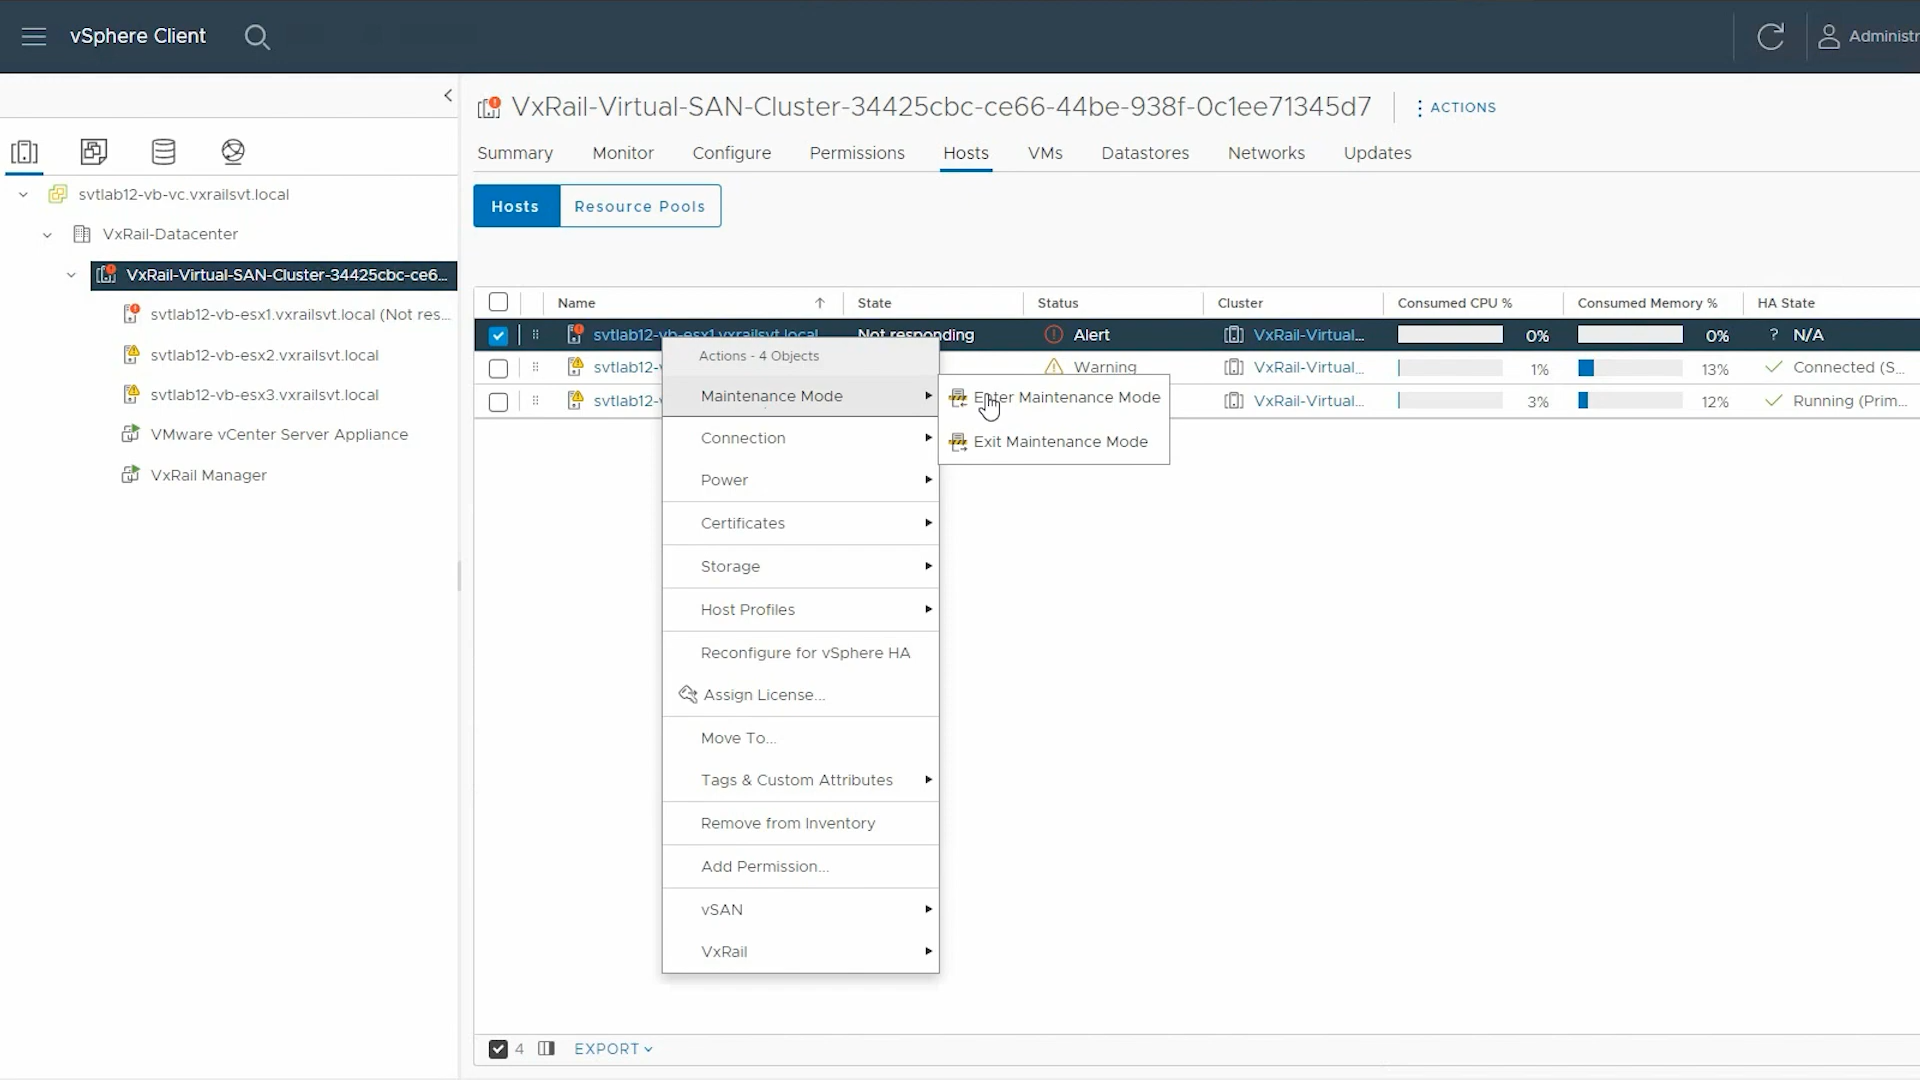 vSphere Client
Administr
VxRail-Virtual-SAN-Cluster-34425cbc-ce66-44be-938f-0c1ee71345d7
ACTIONS
Summary Monitor Configure Permissions Hosts VMs Datastores Networks Updates
svtlab12-vb-vc.vxrailsvt.local
VxRail-Datacenter
VxRail-Virtual-SAN-Cluster-34425cbc-ce6...
svtlab12-vb-esx1.vxrailsvt.local (Not res...
svtlab12-vb-esx2.vxrailsvt.local
svtlab12-vb-esx3.vxrailsvt.local
VMware vCenter Server Appliance
VxRail Manager
Hosts Resource Pools
Name State Status Cluster Consumed CPU % Consumed Memory % HA State
svtlab12-vb-esx1.vxrailsvt.local Not responding Alert VxRail-Virtual... 0% 0% ? N/A
svtlab12-v Warning VxRail-Virtual... 1% 13% Connected (S...
svtlab12-v VxRail-Virtual... 3% 12% Running (Prim...
Actions - 4 Objects
Maintenance Mode
Connection
Power
Certificates
Storage
Host Profiles
Reconfigure for vSphere HA
Assign License...
Move To...
Tags & Custom Attributes
Remove from Inventory
Add Permission...
vSAN
VxRail
Enter Maintenance Mode
Exit Maintenance Mode
4 EXPORT